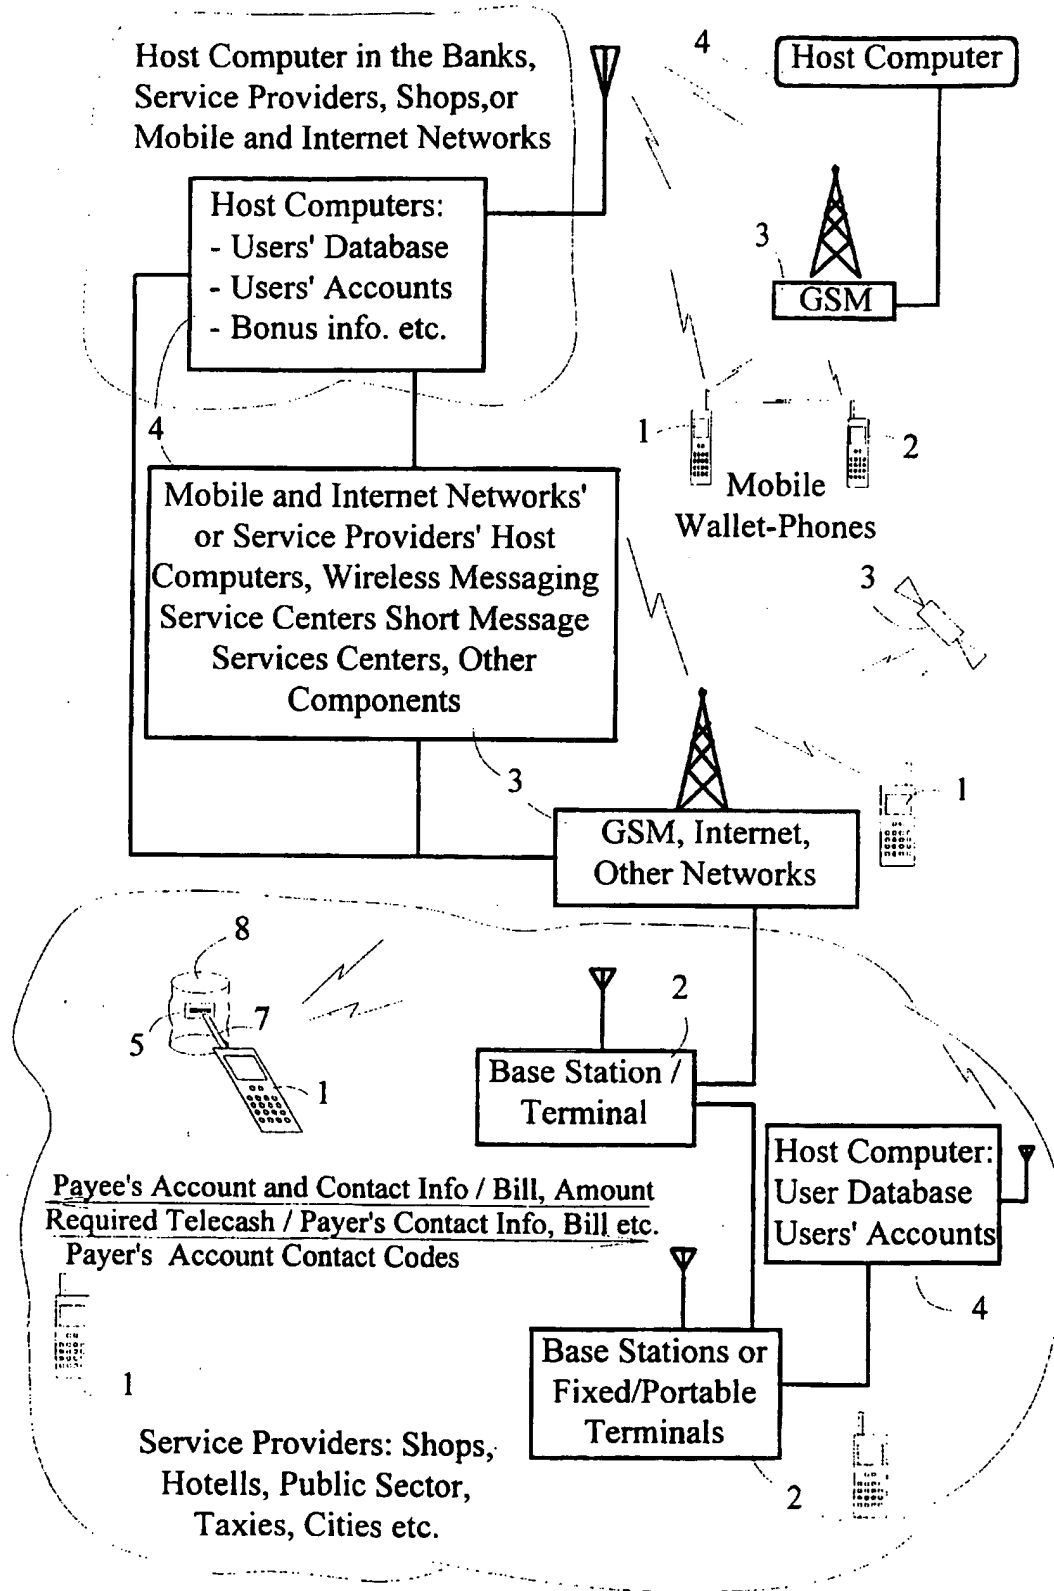 Host Computer in the Banks,
Service Providers, Shops,or
Mobile and Internet Networks
4
Host Computer
Host Computers:
- Users' Database
- Users' Accounts
- Bonus info. etc.
3
GSM
4
1
2
Mobile
Wallet-Phones
Mobile and Internet Networks'
or Service Providers' Host
Computers, Wireless Messaging
Service Centers Short Message
Services Centers, Other
Components
3
3
1
GSM, Internet,
Other Networks
8
5
7
1
2
Base Station /
Terminal
Host Computer:
User Database
Users' Accounts
4
Payee's Account and Contact Info / Bill, Amount
Required Telecash / Payer's Contact Info, Bill etc.
Payer's Account Contact Codes
1
Base Stations or
Fixed/Portable
Terminals
2
Service Providers: Shops,
Hotells, Public Sector,
Taxies, Cities etc.